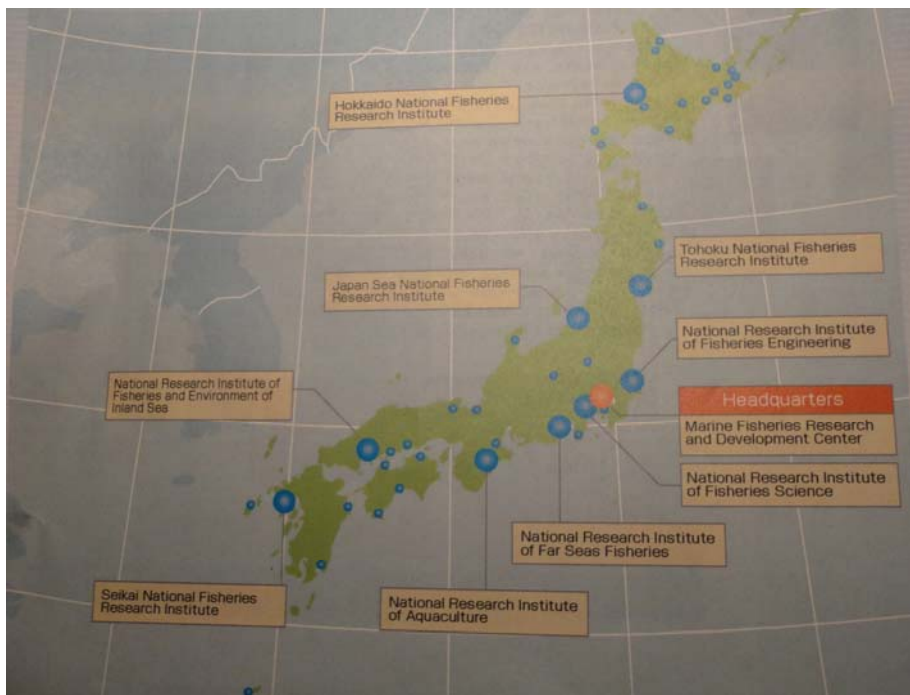 Hokkaido National Fisheries
Research Institute
Tohoku National Fisheries
Research Institute
Japan Sea National Fisheries
Research Institute
National Research Institute
of Fisheries Engineering
National Research Institute of
Fisheries and Environment of
Inland Sea
Headquarters
Marine Fisheries Research
and Development Center
National Research Institute
of Fisheries Science
National Research Institute
of Far Seas Fisheries
Seikai National Fisheries
Research Institute
National Research Institute
of Aquaculture